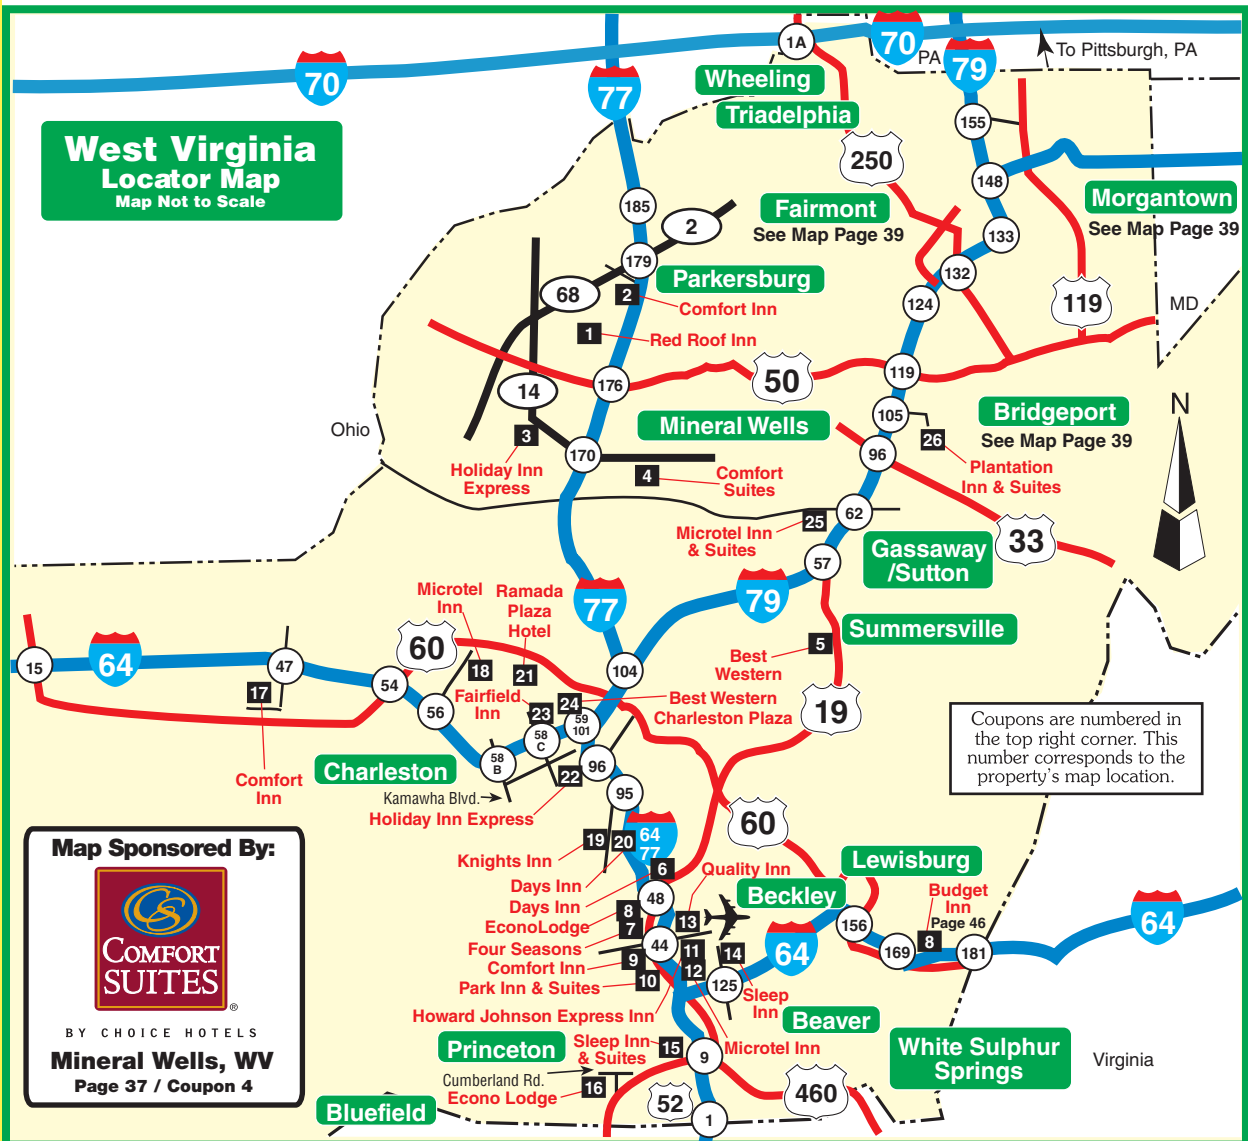 1A
70
PA
79
To Pittsburgh, PA
70
77
Wheeling
Triadelphia
155
West Virginia
Locator Map
Map Not to Scale
250
148
Morgantown
See Map Page 39
185
2
Fairmont
See Map Page 39
133
179
Parkersburg
132
68
2
Comfort Inn
124
119
MD
1
Red Roof Inn
176
50
119
14
Ohio
Mineral Wells
105
Bridgeport
See Map Page 39
N
3
26
170
96
Holiday Inn
Express
4
Comfort
Suites
Plantation
Inn & Suites
62
25
Microtel Inn
& Suites
33
57
Gassaway
/Sutton
Microtel
Inn
Ramada
Plaza
Hotel
77
79
Summersville
5
Best
Western
60
15
64
47
54
18
21
104
17
56
Fairfield
Inn
23
24
Best Western
Charleston Plaza
19
59
101
58
C
58
B
Coupons are numbered in
the top right corner. This
number corresponds to the
property's map location.
Comfort
Inn
Charleston
22
96
Kamawha Blvd.
Holiday Inn Express
95
60
Map Sponsored By:
CS
COMFORT
SUITES
®
BY CHOICE HOTELS
Mineral Wells, WV
Page 37 / Coupon 4
19
20
64
77
Knights Inn
6
Quality Inn
Lewisburg
Days Inn
Days Inn
48
Beckley
Budget
Inn
Page 46
64
EconoLodge
8
7
13
156
Four Seasons
44
11
14
64
169
8
181
Comfort Inn
9
12
Park Inn & Suites
10
125
Sleep
Inn
Howard Johnson Express Inn
Beaver
Princeton
Sleep Inn
& Suites
15
9
Microtel Inn
White Sulphur
Springs
Virginia
Cumberland Rd.
Econo Lodge
16
52
460
Bluefield
1